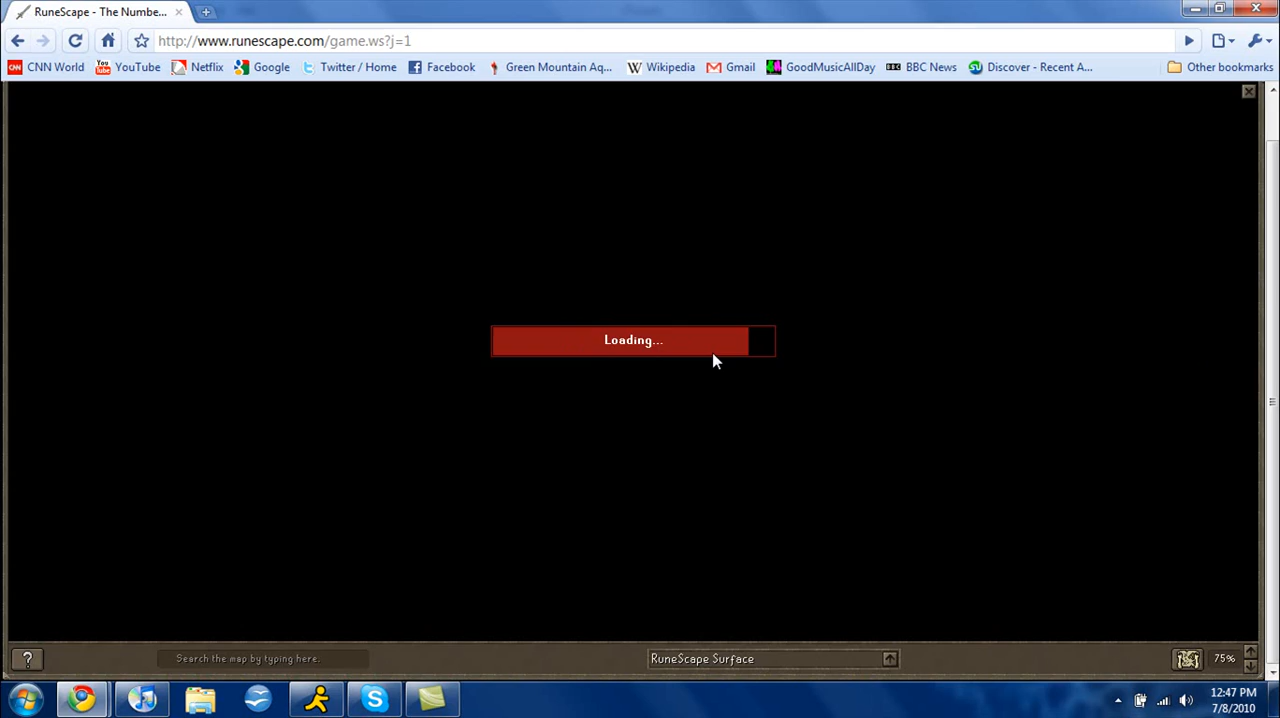 RuneScape - The Numbe...
http://www.runescape.com/game.ws?j=1
CNN World YouTube Netflix Google Twitter / Home Facebook Green Mountain Aq... Wikipedia Gmail GoodMusicAllDay BBC News Discover - Recent A... Other bookmarks
Loading...
? Search the map by typing here. RuneScape Surface 75%
12:47 PM
7/8/2010